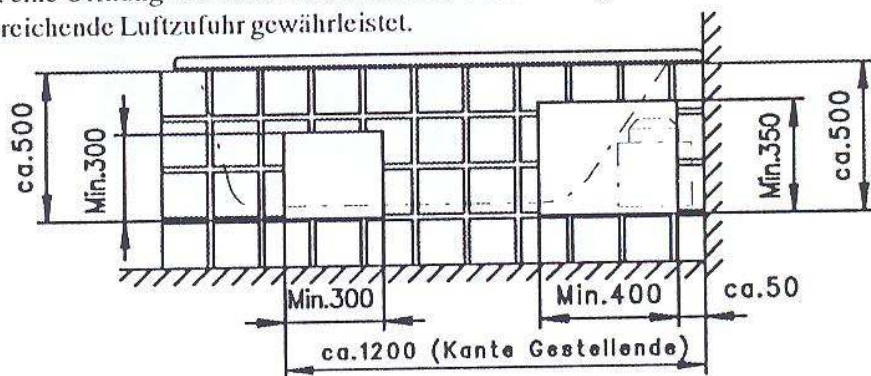 reichende Luftzufuhr gewährleistet.
ca.500
Min.300
Min.350
ca.500
Min.300
Min.400
ca.50
ca.1200 (Kante Gestellende)